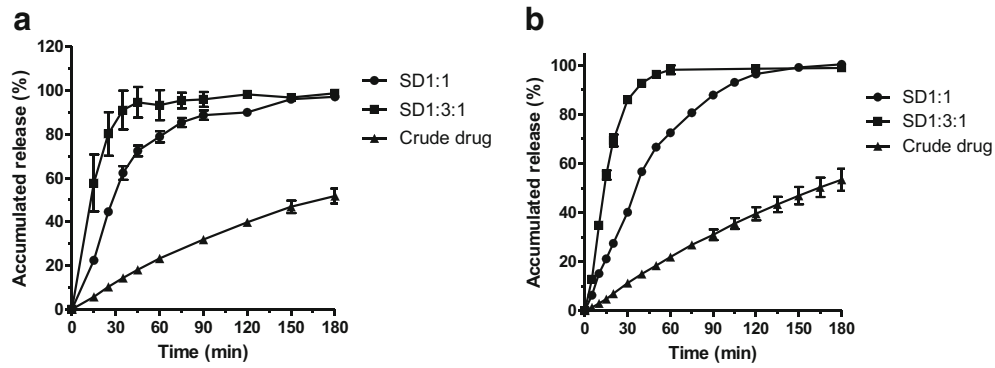 a
120
100
80
60
40
20
0
Accumulated release (%)
0 30 60 90 120 150 180
Time (min)
SD1:1
SD1:3:1
Crude drug
b
100
80
60
40
20
0
Accumulated release (%)
0 30 60 90 120 150 180
Time (min)
SD1:1
SD1:3:1
Crude drug